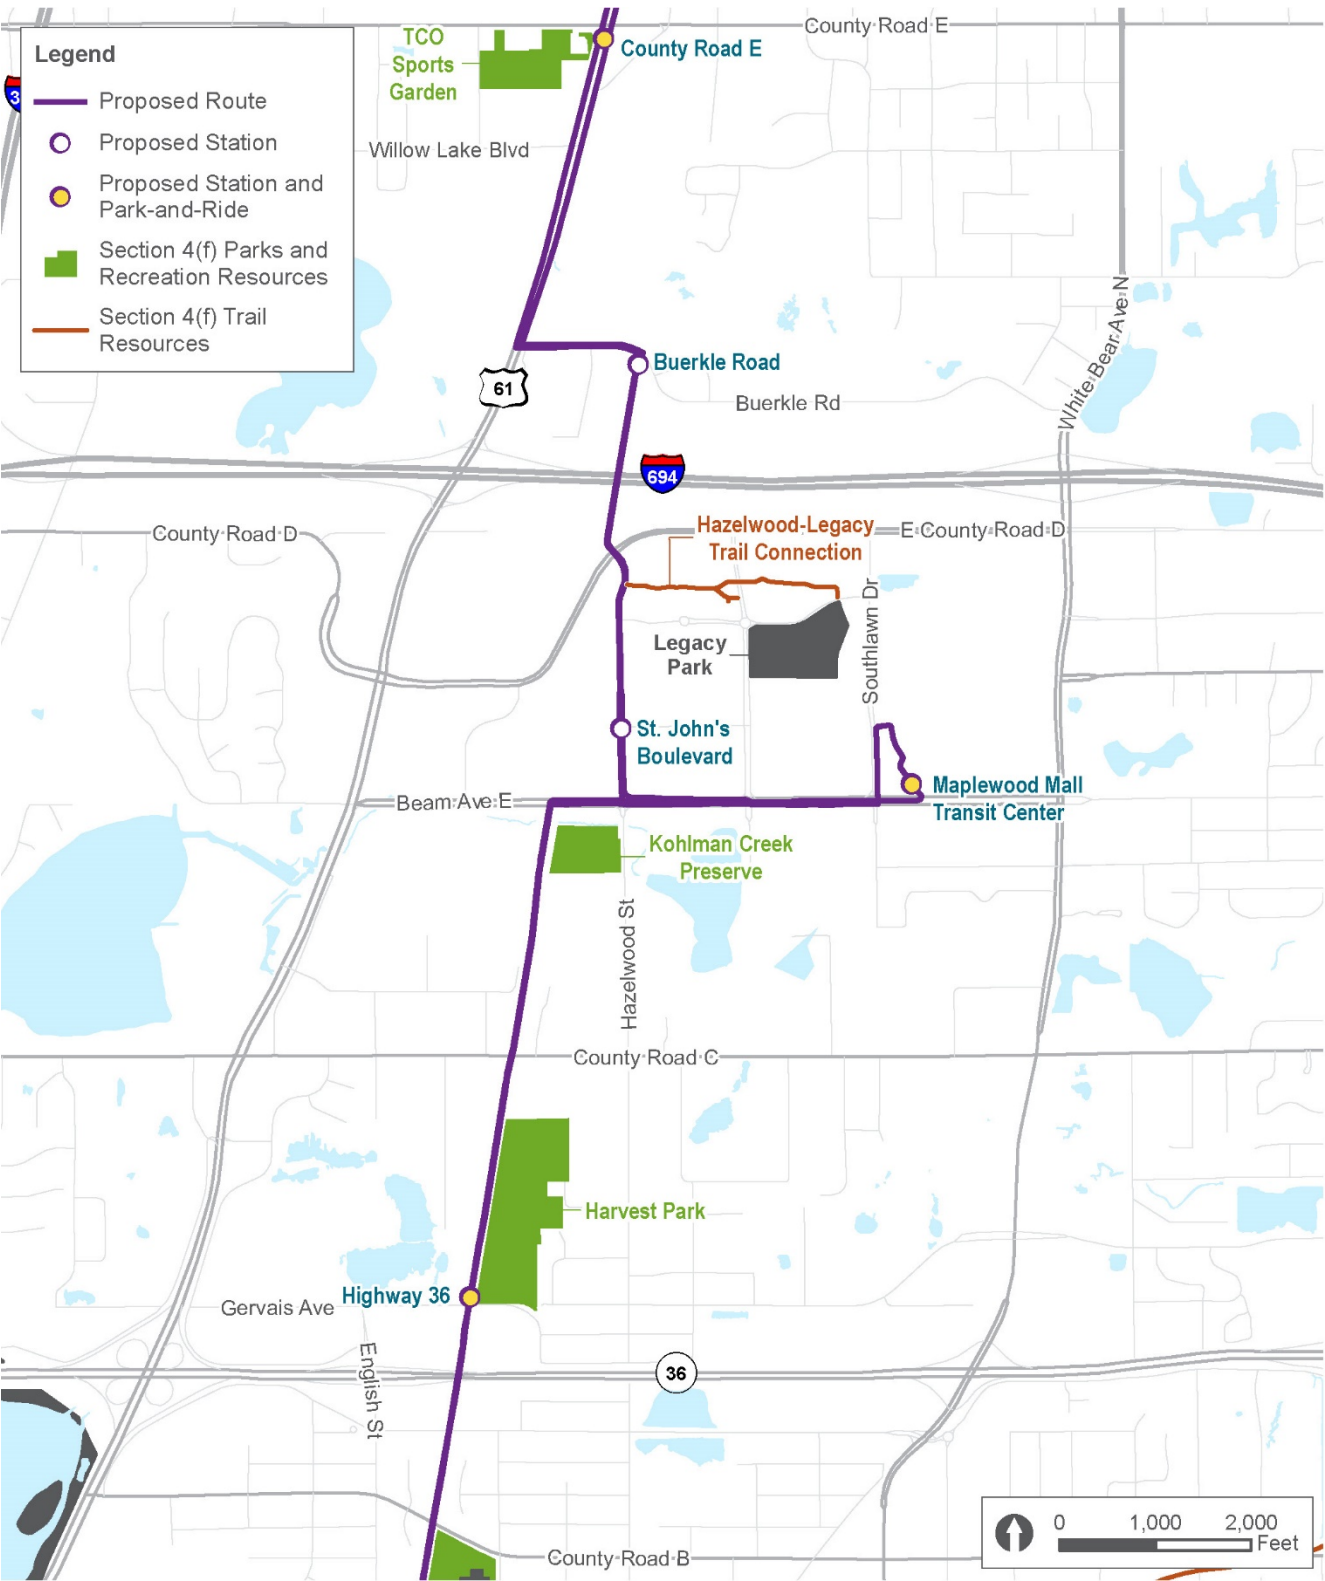 County Road E
TCO
Sports
Garden
County Road E
Legend
Proposed Route
Proposed Station
Proposed Station and
Park-and-Ride
Section 4(f) Parks and
Recreation Resources
Section 4(f) Trail
Resources
3
Willow Lake Blvd
White Bear Ave N
Buerkle Road
61
Buerkle Rd
694
County Road D
Hazelwood-Legacy
Trail Connection
E County Road D
Southlawn Dr
Legacy
Park
St. John's
Boulevard
Beam Ave E
Maplewood Mall
Transit Center
Kohlman Creek
Preserve
Hazelwood St
County Road C
Harvest Park
Highway 36
Gervais Ave
English St
36
County Road B
0 1,000 2,000
Feet